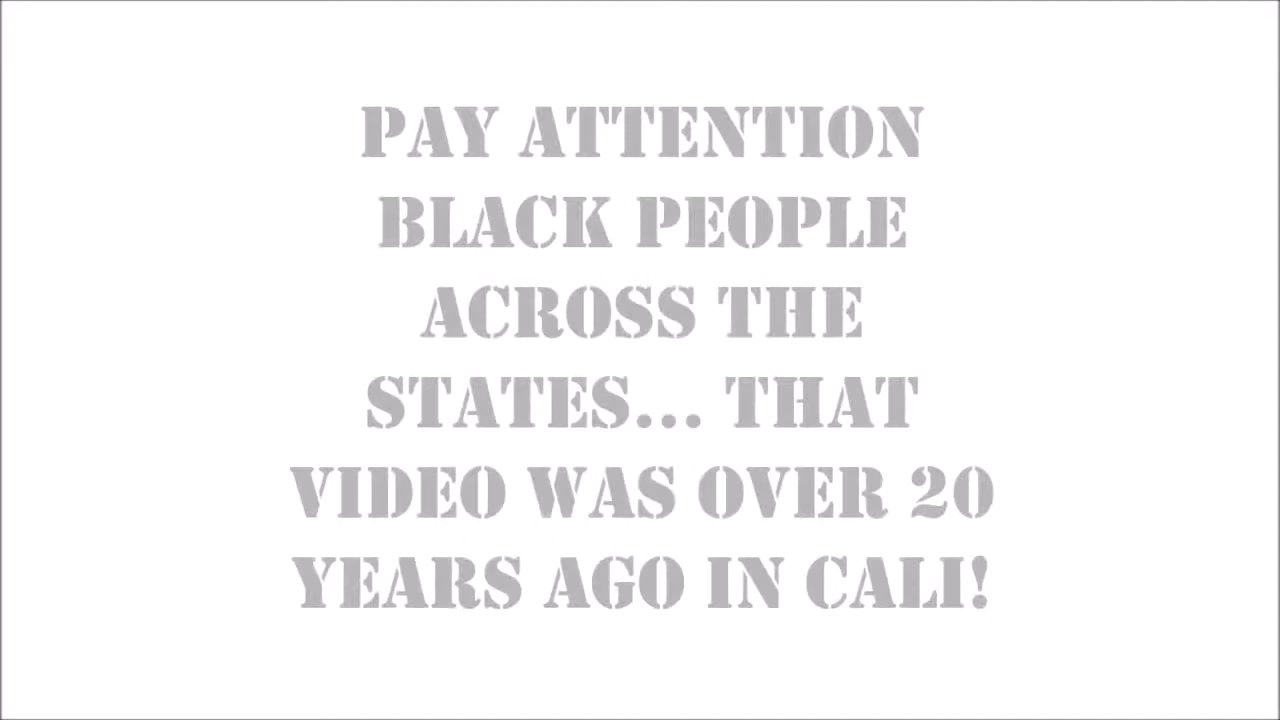 PAY ATTENTION
BLACK PEOPLE
ACROSS THE
STATES... THAT
VIDEO WAS OVER 20
YEARS AGO IN CALI!